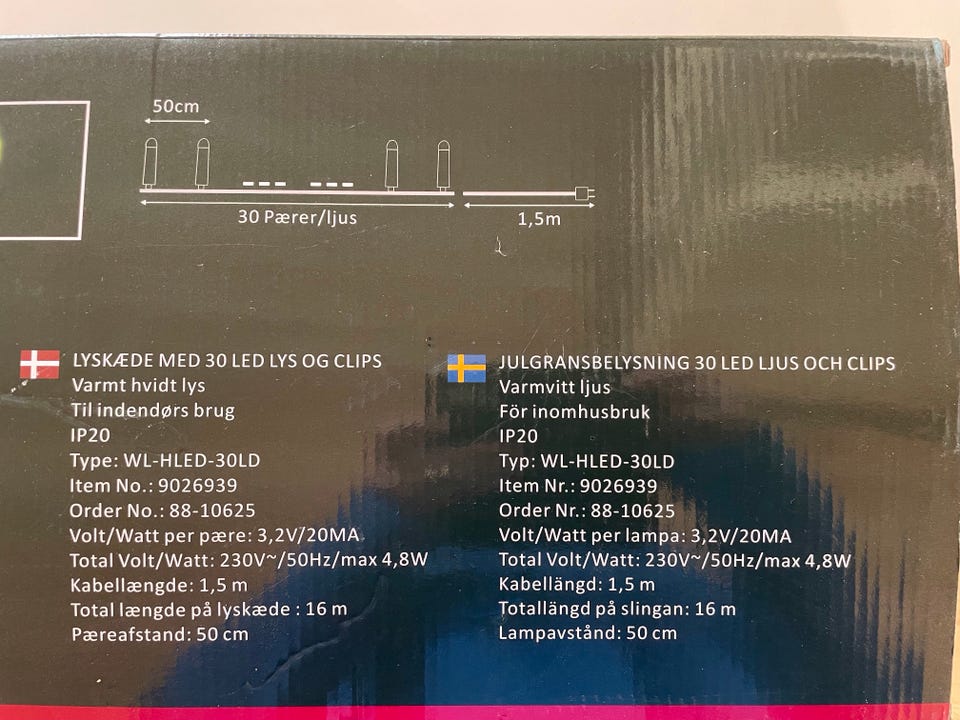 50cm
30 Pærer/ljus
1,5m
LYSKÆDE MED 30 LED LYS OG CLIPS
Varmt hvidt lys
Til indendørs brug
IP20
Type: WL-HLED-30LD
Item No.: 9026939
Order No.: 88-10625
Volt/Watt per pære: 3,2V/20MA
Total Volt/Watt: 230V~/50Hz/max 4,8W
Kabellængde: 1,5 m
Total længde på lyskæde : 16 m
Pæreafstand: 50 cm
JULGRANSBELYSNING 30 LED LJUS OCH CLIPS
Varmvitt ljus
För inomhusbruk
IP20
Typ: WL-HLED-30LD
Item Nr.: 9026939
Order Nr.: 88-10625
Volt/Watt per lampa: 3,2V/20MA
Total Volt/Watt: 230V~/50Hz/max 4,8W
Kabellängd: 1,5 m
Totallängd på slingan: 16 m
Lampavstånd: 50 cm